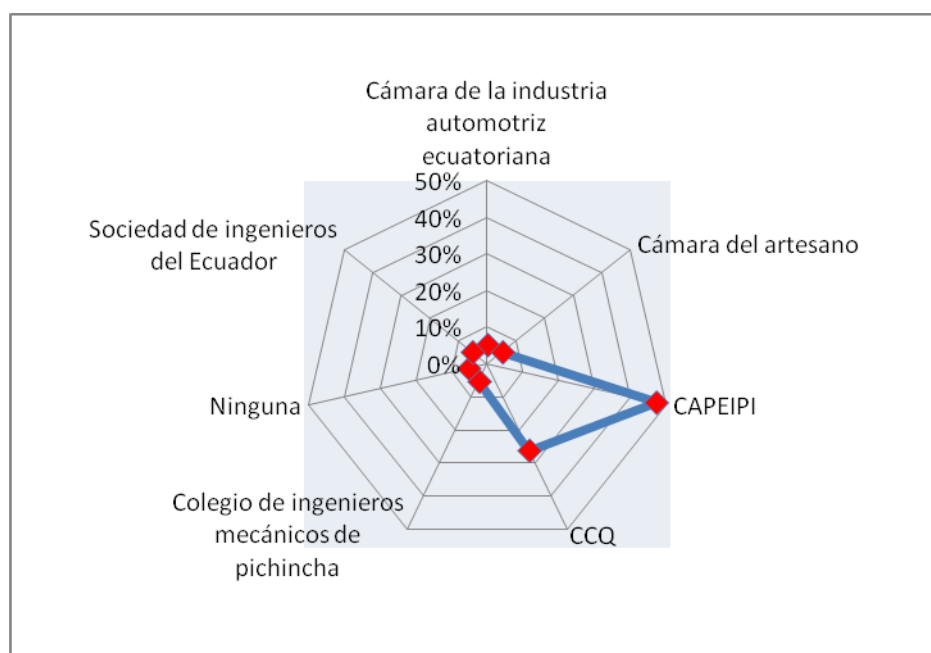 Cámara de la industria
automotriz
ecuatoriana
50%
40%
30%
20%
10%
0%
Cámara del artesano
CAPEIPI
CCQ
Colegio de ingenieros
mecánicos de
pichincha
Ninguna
Sociedad de ingenieros
del Ecuador